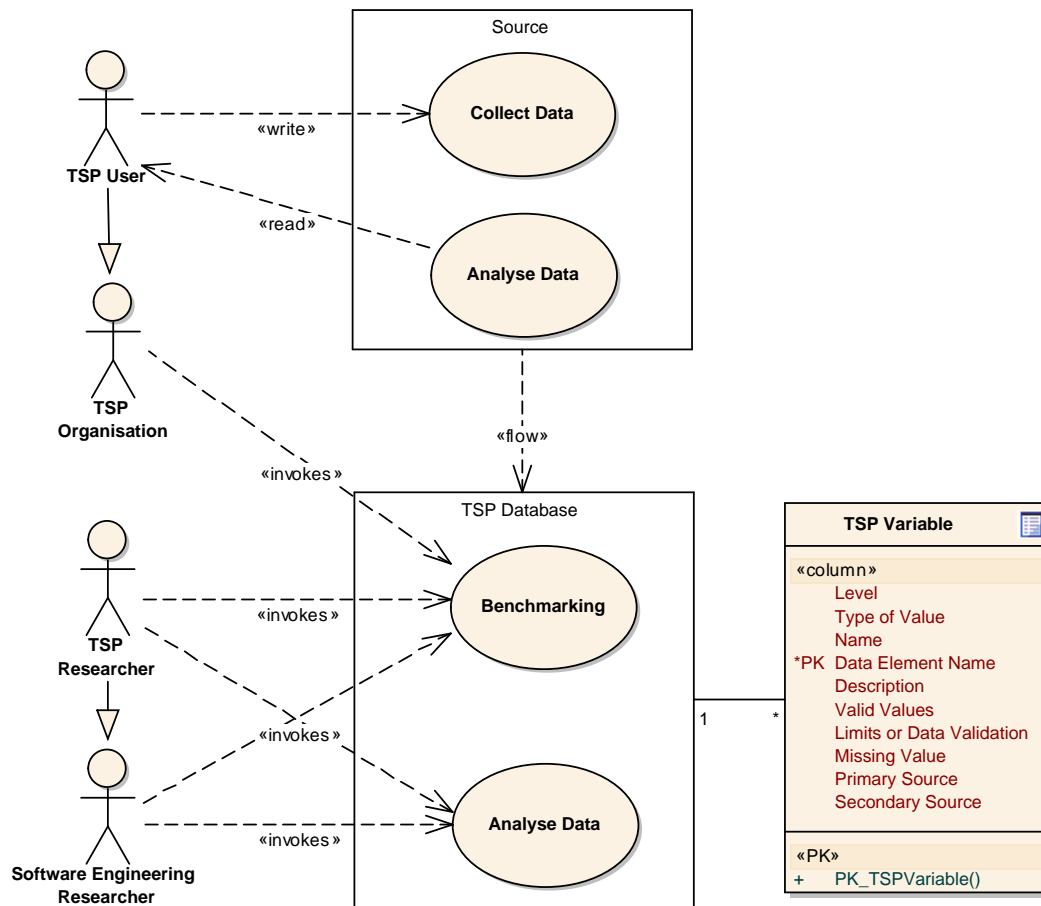 Source
Collect Data
«write»
TSP User
«read»
Analyse Data
TSP
Organisation
«flow»
«invokes»
TSP Database
TSP Variable
«column»
Level
Type of Value
Name
*PK Data Element Name
Description
Valid Values
Limits or Data Validation
Missing Value
Primary Source
Secondary Source
«PK»
+ PK_TSPVariable()
Benchmarking
«invokes»
TSP
Researcher
1
*
«invokes»
Analyse Data
«invokes»
Software Engineering
Researcher